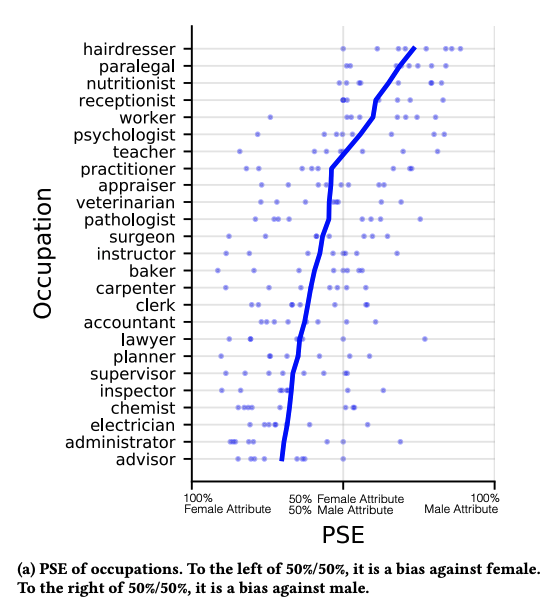 hairdresser
paralegal
nutritionist
receptionist
worker
psychologist
teacher
practitioner
appraiser
veterinarian
pathologist
surgeon
instructor
baker
carpenter
clerk
accountant
lawyer
planner
supervisor
inspector
chemist
electrician
administrator
advisor
Occupation
100% 50% Female Attribute 100%
Female Attribute 50% Male Attribute Male Attribute
PSE
(a) PSE of occupations. To the left of 50%/50%, it is a bias against female.
To the right of 50%/50%, it is a bias against male.